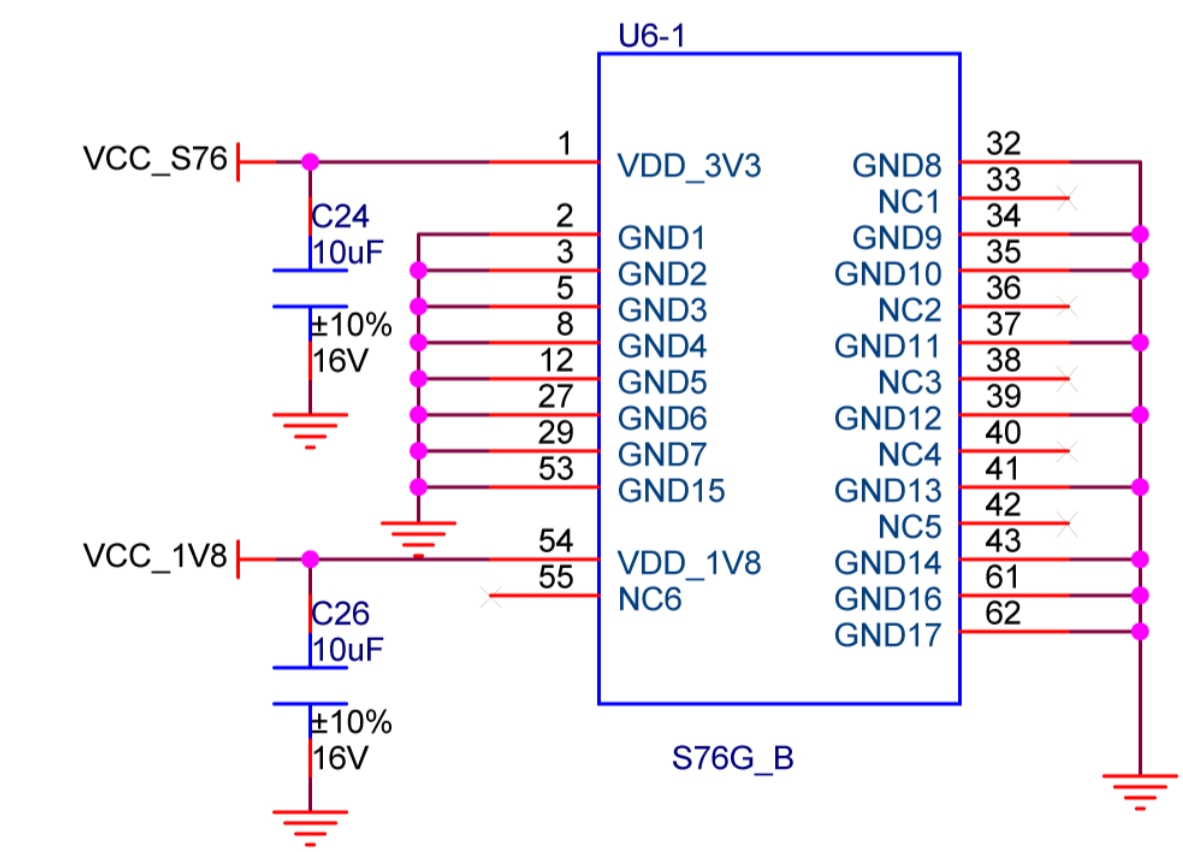 U6-1
VCC_S76
1
VDD_3V3
C24
10uF
±10%
16V
2
GND1
3
GND2
5
GND3
8
GND4
12
GND5
27
GND6
29
GND7
53
GND15
VCC_1V8
54
VDD_1V8
55
NC6
C26
10uF
±10%
16V
GND8
32
NC1
33
GND9
34
GND10
35
NC2
36
GND11
37
NC3
38
GND12
39
NC4
40
GND13
41
NC5
42
GND14
43
GND16
61
GND17
62
S76G_B